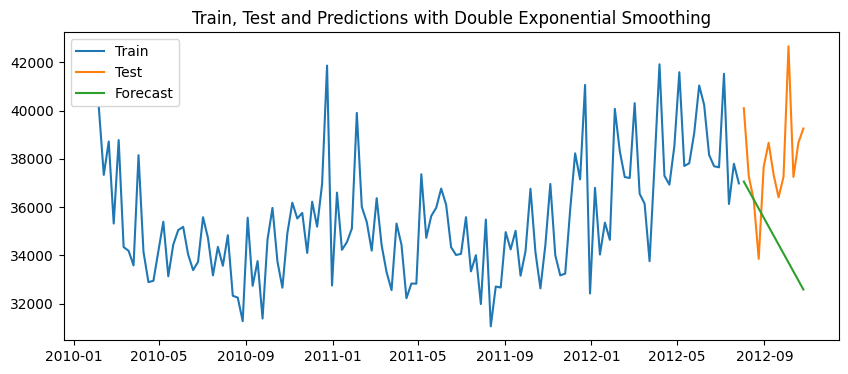 Train, Test and Predictions with Double Exponential Smoothing
Train
Test
Forecast
42000
40000
38000
36000
34000
32000
2010-01 2010-05 2010-09 2011-01 2011-05 2011-09 2012-01 2012-05 2012-09